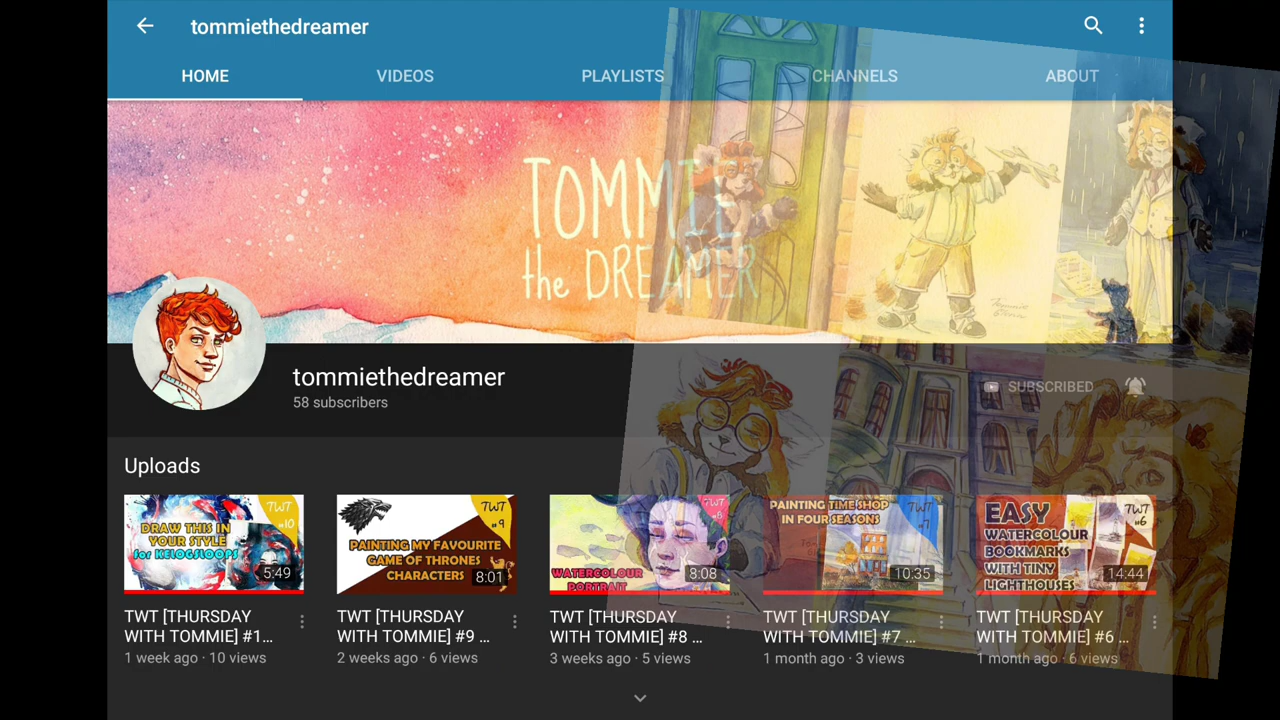 tommiethedreamer
HOME VIDEOS PLAYLISTS CHANNELS ABOUT
TOMMIE
the DREAMER
tommiethedreamer
58 subscribers
SUBSCRIBED
Uploads
DRAW THIS IN
YOUR STYLE
for KELOGSLOOPS
TWT
#10
5:49
PAINTING MY FAVOURITE
GAME OF THRONES
CHARACTERS
TWT
#9
8:01
WATERCOLOUR
PORTRAIT
TWT
#8
8:08
PAINTING TIME SHOP
IN FOUR SEASONS
TWT
#7
10:35
EASY
WATERCOLOUR
BOOKMARKS
WITH TINY
LIGHTHOUSES
TWT
#6
14:44
TWT [THURSDAY
WITH TOMMIE] #1...
1 week ago · 10 views
TWT [THURSDAY
WITH TOMMIE] #9 ...
2 weeks ago · 6 views
TWT [THURSDAY
WITH TOMMIE] #8 ...
3 weeks ago · 5 views
TWT [THURSDAY
WITH TOMMIE] #7 ...
1 month ago · 3 views
TWT [THURSDAY
WITH TOMMIE] #6 ...
1 month ago · 6 views